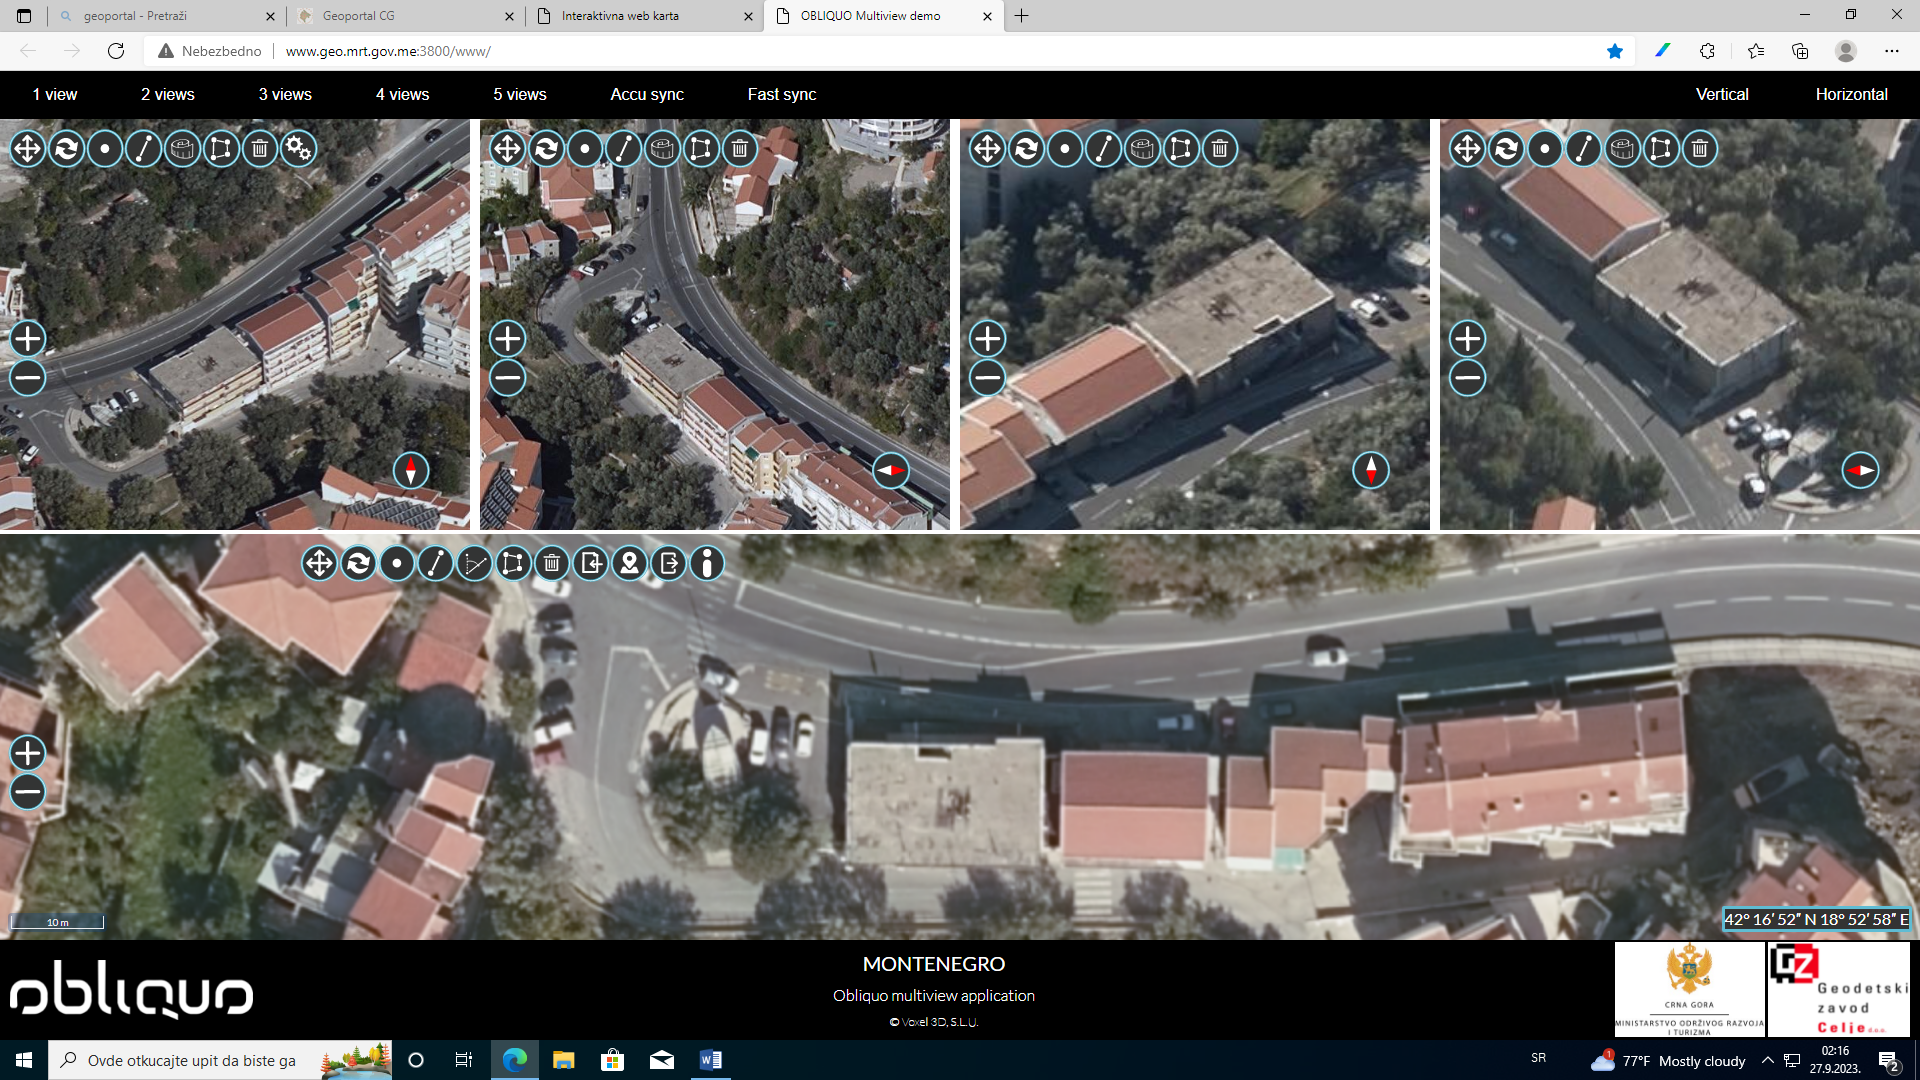 geoportal - Pretraži
Geoportal CG
Interaktivna web karta
OBLIQUO Multiview demo
Nebezbedno
www.geo.mrt.gov.me:3800/www/
1 view
2 views
3 views
4 views
5 views
Accu sync
Fast sync
Vertical
Horizontal
10 m
42° 16′ 52″ N 18° 52′ 58″ E
obliquo
MONTENEGRO
Obliquo multiview application
© Voxel 3D, S.L.U.
CRNA GORA
MINISTARSTVO ODRŽIVOG RAZVOJA
I TURIZMA
GZ
Geodetski
zavod
Celje d.o.o.
Ovde otkucajte upit da biste ga
SR
1
77°F Mostly cloudy
02:16
27.9.2023.
2